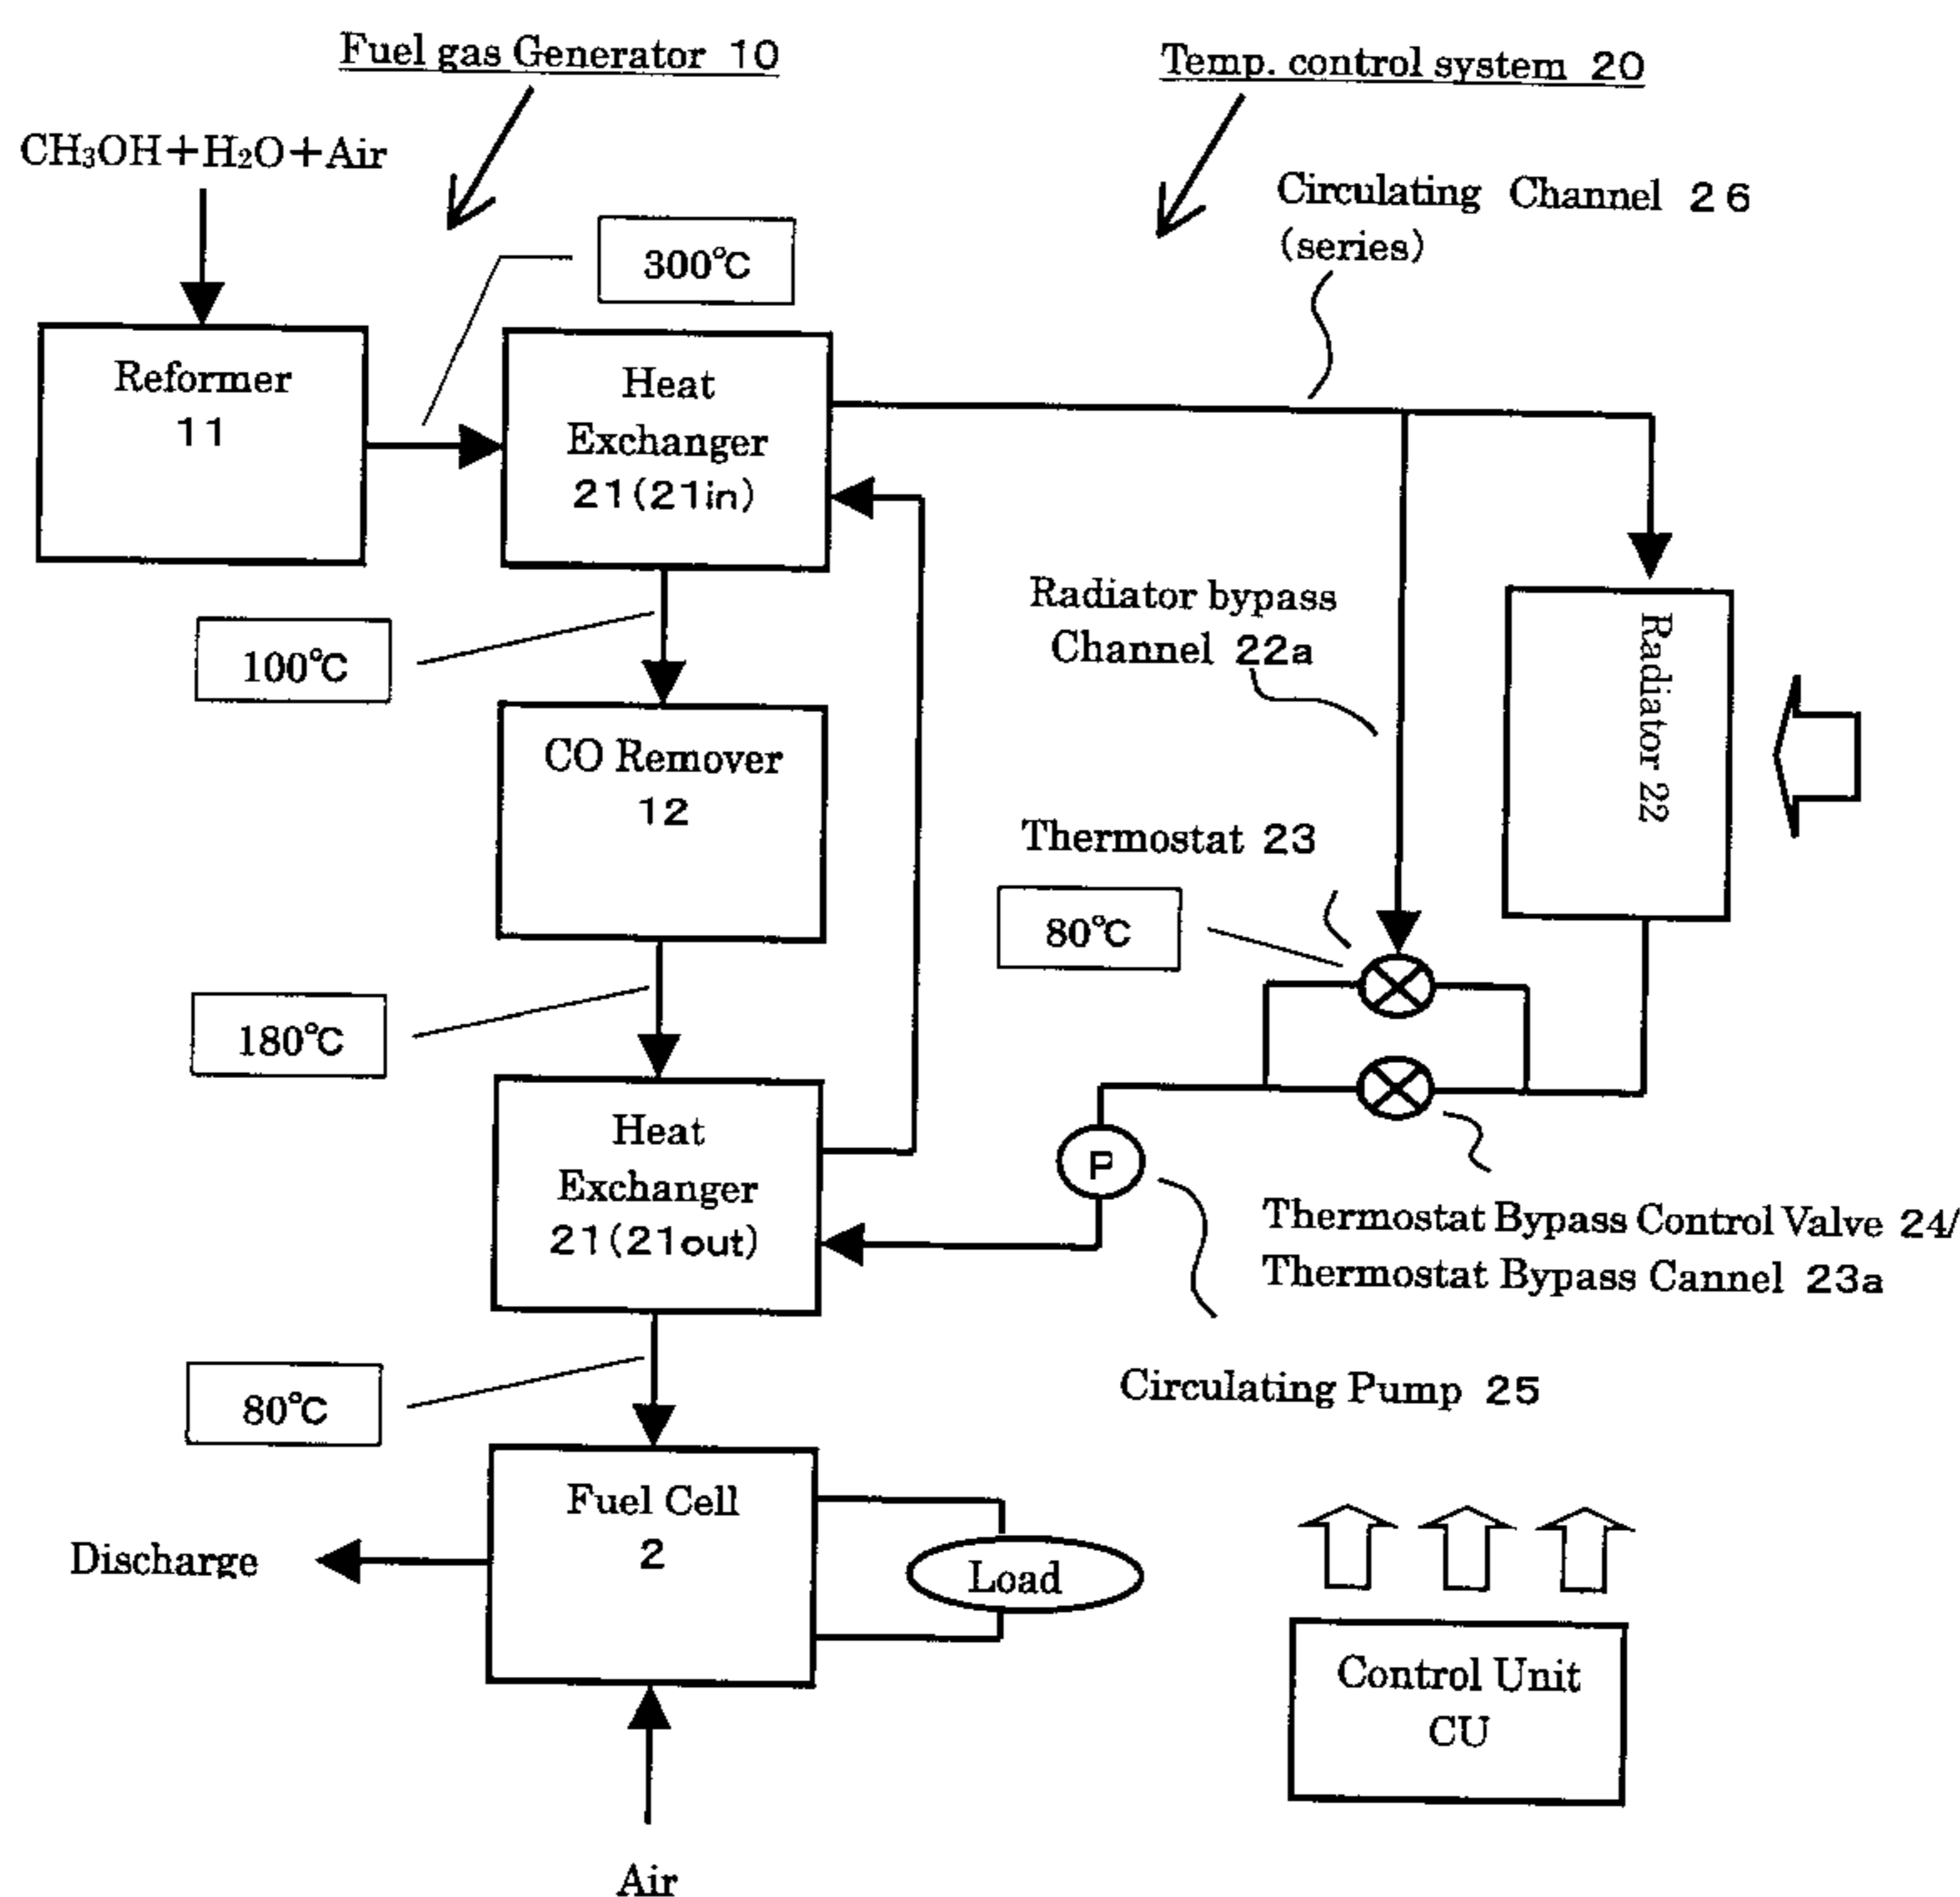 Fuel gas Generator 10
Temp. control system 20
CH₃OH+H₂O+Air
Circulating Channel 26
(series)
300℃
Reformer
11
Heat
Exchanger
21(21in)
Radiator bypass
Channel 22a
Radiator 22
100℃
CO Remover
12
Thermostat 23
80℃
180℃
Heat
Exchanger
21(21out)
P
Thermostat Bypass Control Valve 24/
Thermostat Bypass Cannel 23a
80℃
Circulating Pump 25
Fuel Cell
2
Discharge
Load
Control Unit
CU
Air